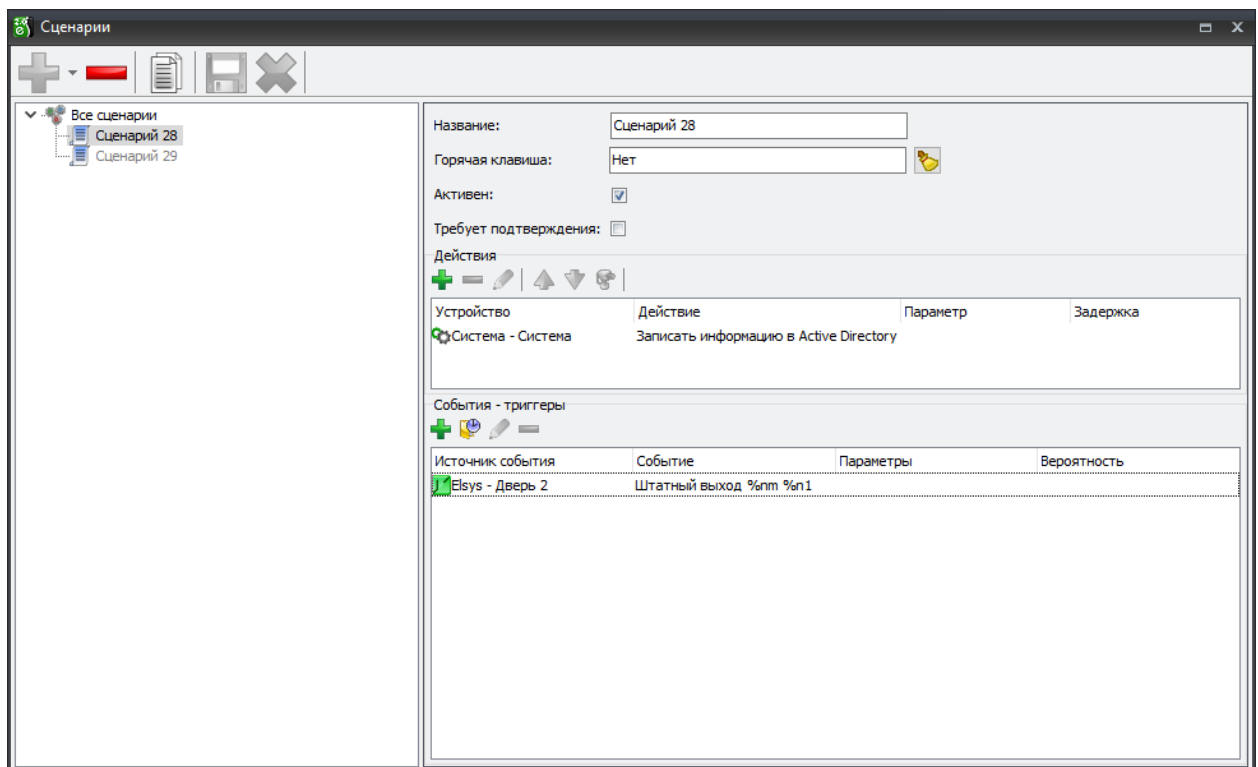 Сценарии
Все сценарии
Сценарий 28
Сценарий 29
Название: Сценарий 28
Горячая клавиша: Нет
Активен:
Требует подтверждения:
Действия
Устройство Действие Параметр Задержка
Система - Система Записать информацию в Active Directory
События - триггеры
Источник события Событие Параметры Вероятность
Elsys - Дверь 2 Штатный выход %nm %n1